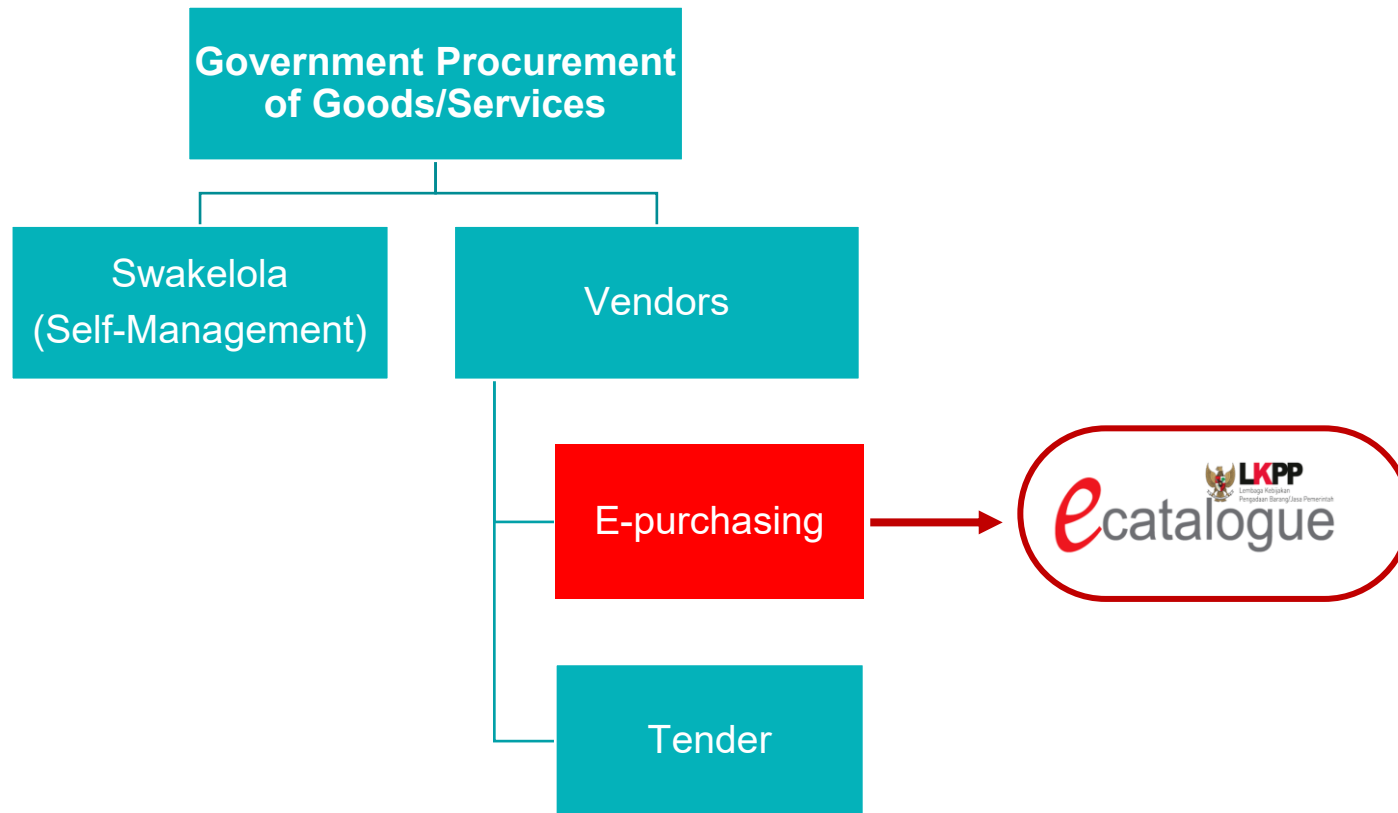 Government Procurement
of Goods/Services
Swakelola
(Self-Management)
Vendors
E-purchasing
LKPP
Lembaga Kebijakan
Pengadaan Barang/Jasa Pemerintah
ecatalogue
Tender